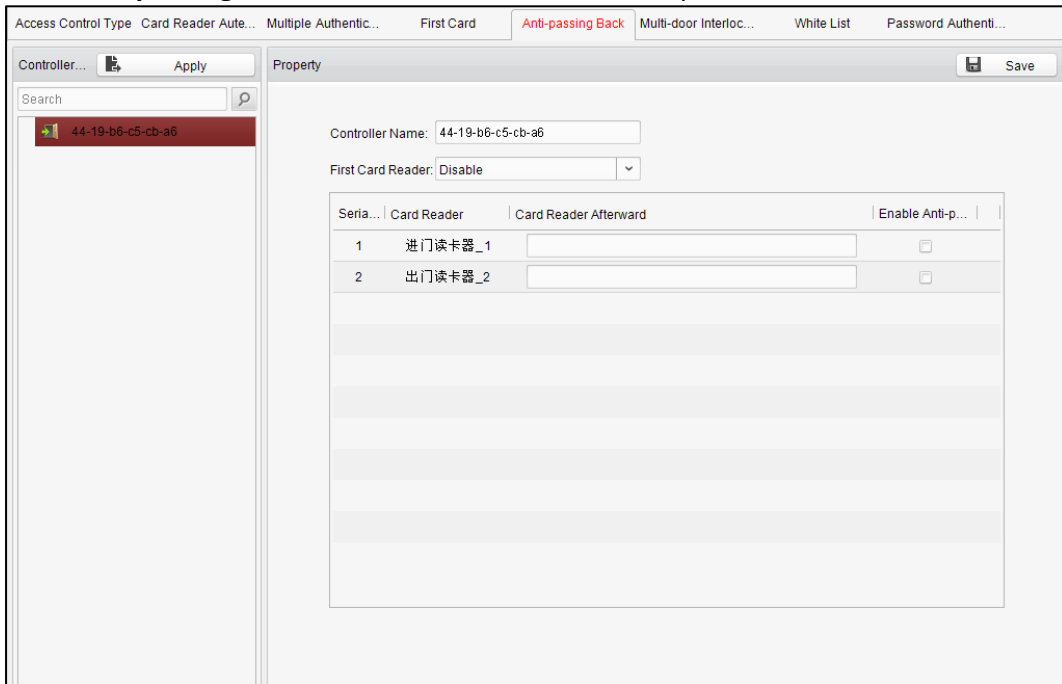 Access Control Type Card Reader Aute... Multiple Authentic... First Card Anti-passing Back Multi-door Interloc... White List Password Authenti...
Controller... Apply Property Save
Search
44-19-b6-c5-cb-a6
Controller Name: 44-19-b6-c5-cb-a6
First Card Reader: Disable
Seria... Card Reader Card Reader Afterward Enable Anti-p...
1 进门读卡器_1
2 出门读卡器_2